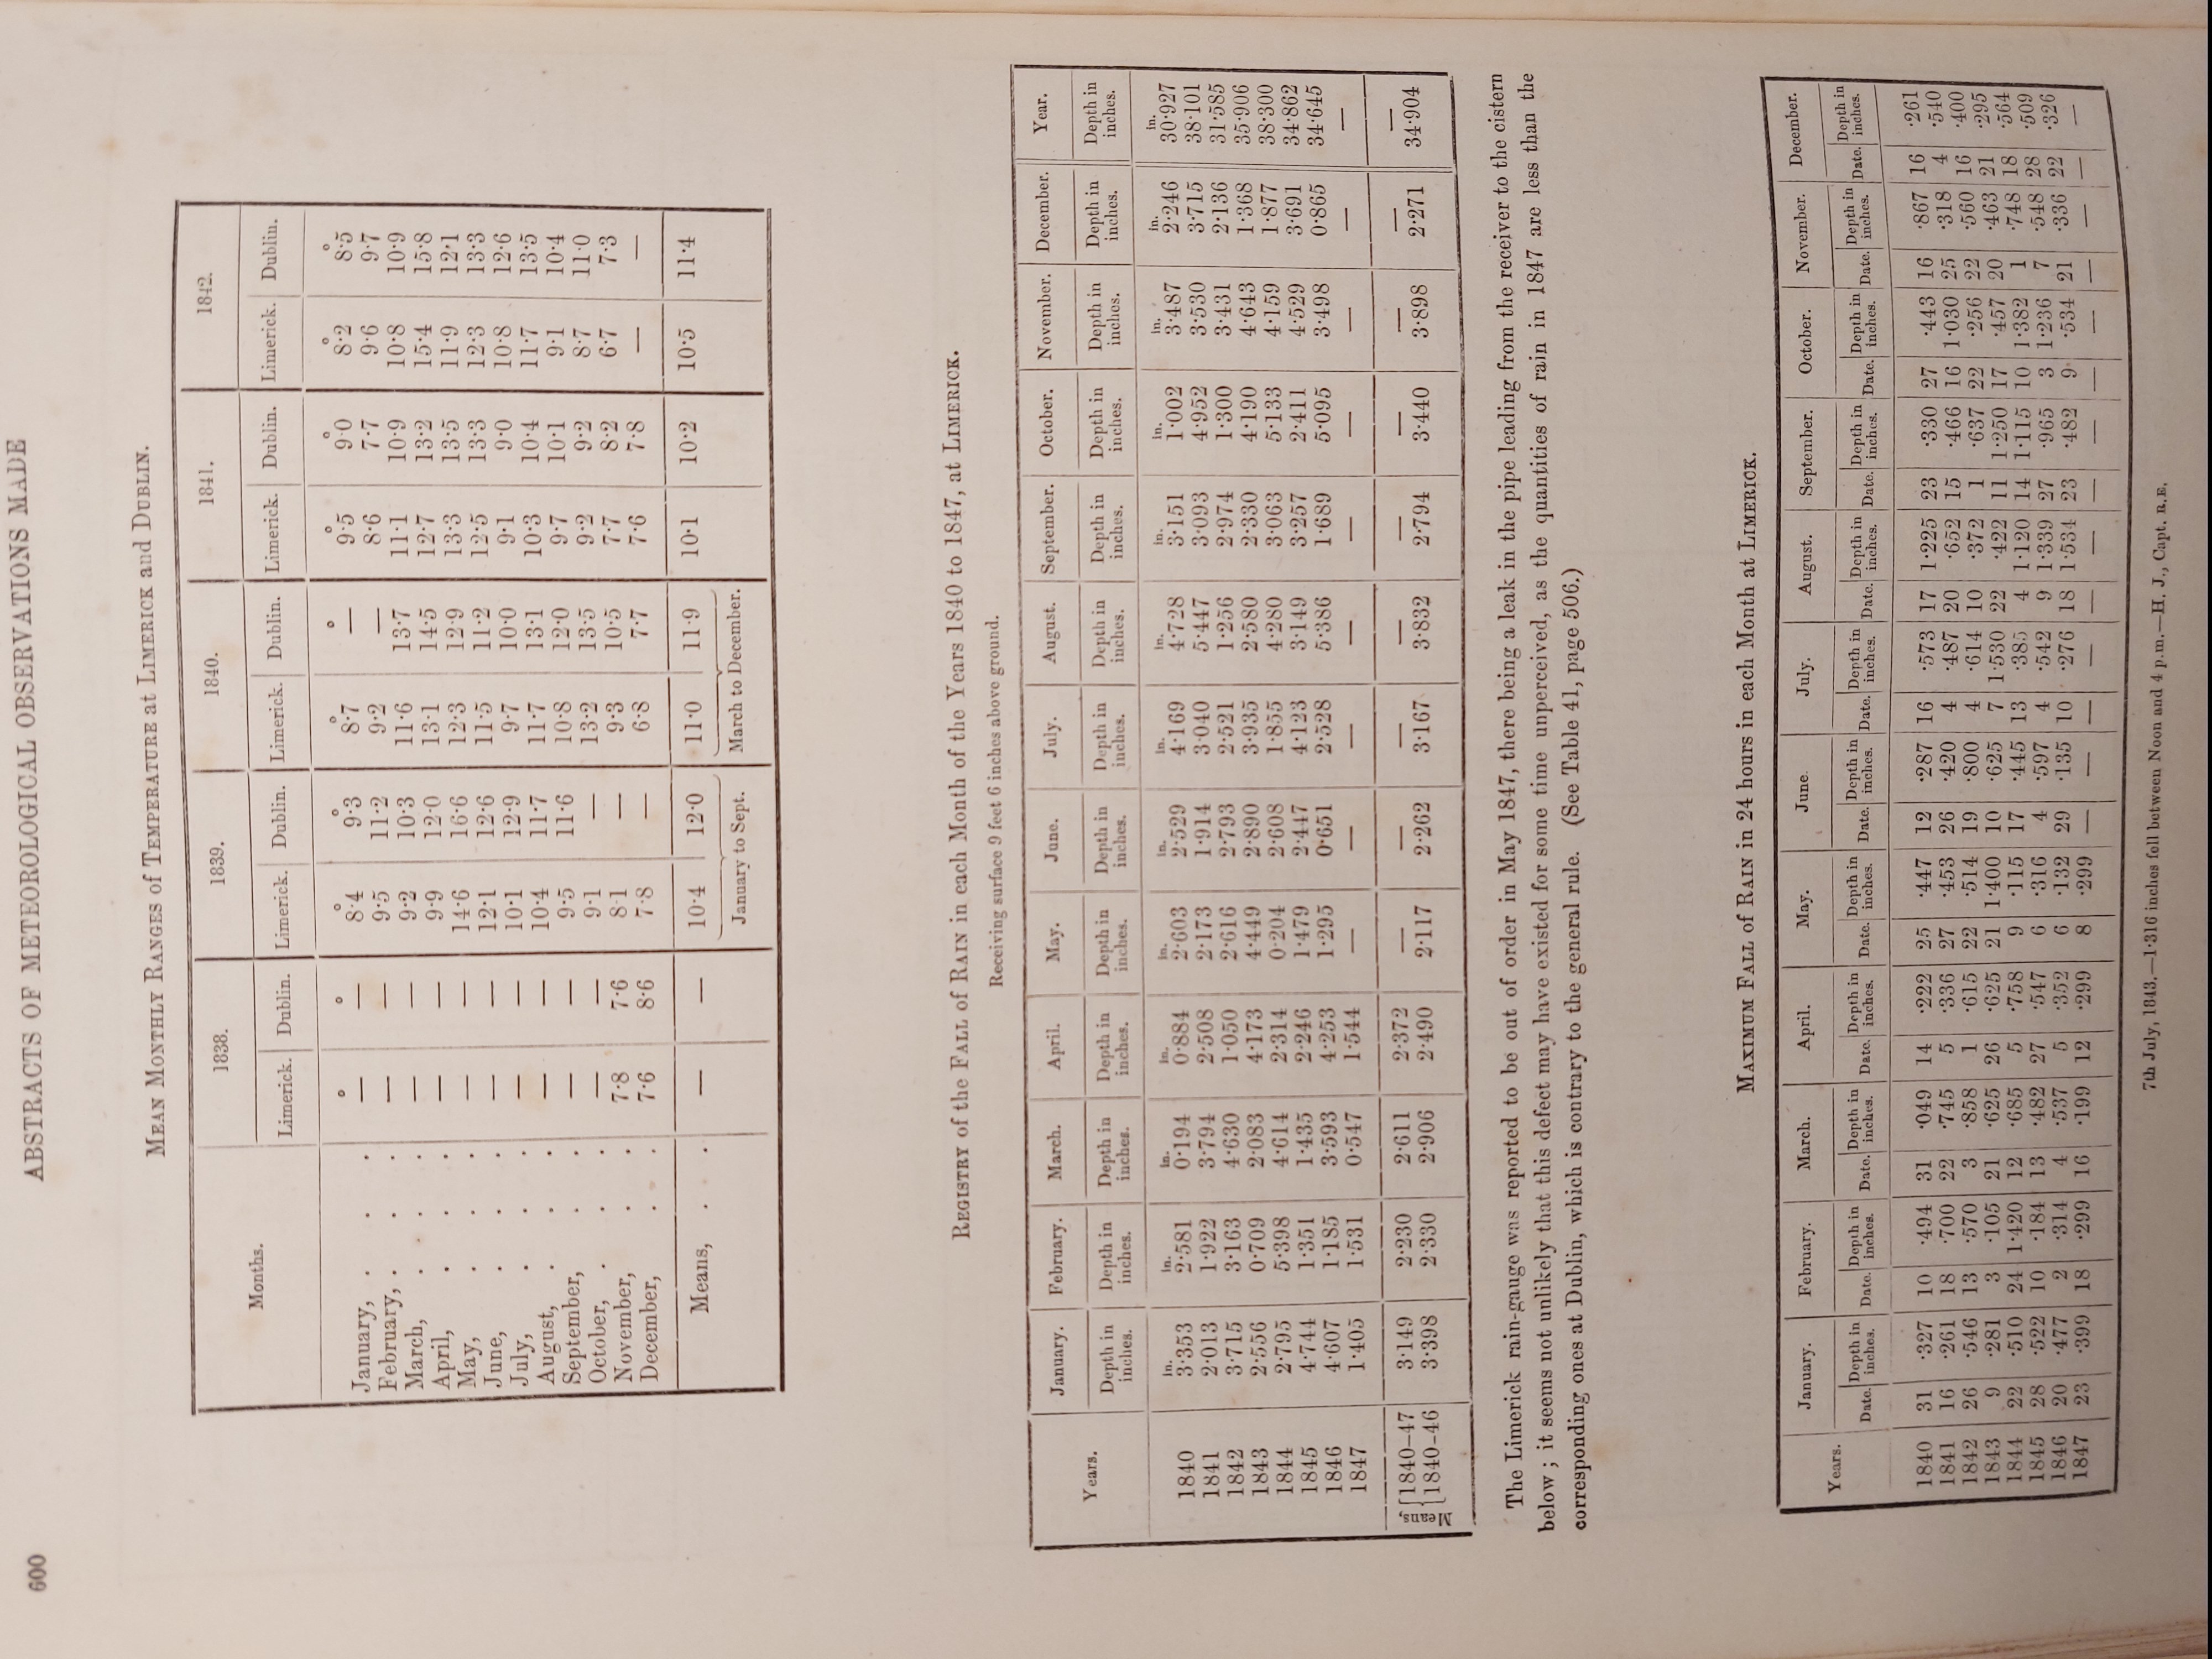 600
ABSTRACTS OF METEOROLOGICAL OBSERVATIONS MADE
MEAN MONTHLY RANGES of TEMPERATURE at LIMERICK and DUBLIN.
Months. 1838. 1839. 1840. 1841. 1842.
Limerick. Dublin. Limerick. Dublin. Limerick. Dublin. Limerick. Dublin. Limerick. Dublin.
° ° ° ° ° ° ° ° ° °
January, . . . — — 8·4 9·3 8·7 — 9·5 9·0 8·2 8·5
February, . . . — — 9·5 11·2 9·2 — 8·6 7·7 9·6 9·7
March, . . . — — 9·2 10·3 11·6 13·7 11·1 10·9 10·8 10·9
April, . . . — — 9·9 12·0 13·1 14·5 12·7 13·2 15·4 15·8
May, . . . — — 14·6 16·6 12·3 12·9 13·3 13·5 11·9 12·1
June, . . . — — 12·1 12·6 11·5 11·2 12·5 13·3 12·3 13·3
July, . . . — — 10·1 12·9 9·7 10·0 9·1 9·0 10·8 12·6
August, . . . — — 10·4 11·7 11·7 13·1 10·3 10·4 11·7 13·5
September, . . — — 9·5 11·6 10·8 12·0 9·7 10·1 9·1 10·4
October, . . . — — 9·1 — 13·2 13·5 9·2 9·2 8·7 11·0
November, . . 7·8 7·6 8·1 — 9·3 10·5 7·7 8·2 6·7 7·3
December, . . 7·6 8·6 7·8 — 6·8 7·7 7·6 7·8 — —
Means, . . — — 10·4 12·0 11·0 11·9 10·1 10·2 10·5 11·4
January to Sept. March to December.
REGISTRY of the FALL of RAIN in each Month of the Years 1840 to 1847, at LIMERICK.
Receiving surface 9 feet 6 inches above ground.
Years. January. February. March. April. May. June. July. August. September. October. November. December. Year.
Depth in inches. Depth in inches. Depth in inches. Depth in inches. Depth in inches. Depth in inches. Depth in inches. Depth in inches. Depth in inches. Depth in inches. Depth in inches. Depth in inches. Depth in inches.
in. in. in. in. in. in. in. in. in. in. in. in. in.
1840 3·353 2·581 0·194 0·884 2·603 2·529 4·169 4·728 3·151 1·002 3·487 2·246 30·927
1841 2·013 1·922 3·794 2·508 2·173 1·914 3·040 5·447 3·093 4·952 3·530 3·715 38·101
1842 3·715 3·163 4·630 1·050 2·616 2·793 2·521 1·256 2·974 1·300 3·431 2·136 31·585
1843 2·556 0·709 2·083 4·173 4·449 2·890 3·935 2·580 2·330 4·190 4·643 1·368 35·906
1844 2·795 5·398 4·614 2·314 0·204 2·608 1·855 4·280 3·063 5·133 4·159 1·877 38·300
1845 4·744 1·351 1·435 2·246 1·479 2·447 4·123 3·149 3·257 2·411 4·529 3·691 34·862
1846 4·607 1·185 3·593 4·253 1·295 0·651 2·528 5·386 1·689 5·095 3·498 0·865 34·645
1847 1·405 1·531 0·547 1·544 — — — — — — — — —
Means, 1840–47 3·149 2·230 2·611 2·372 — — — — — — — — —
1840–46 3·398 2·330 2·906 2·490 2·117 2·262 3·167 3·832 2·794 3·440 3·898 2·271 34·904
The Limerick rain-gauge was reported to be out of order in May 1847, there being a leak in the pipe leading from the receiver to the cistern
below; it seems not unlikely that this defect may have existed for some time unperceived, as the quantities of rain in 1847 are less than the
corresponding ones at Dublin, which is contrary to the general rule. (See Table 41, page 506.)
MAXIMUM FALL of RAIN in 24 hours in each Month at LIMERICK.
Years. January. February. March. April. May. June. July. August. September. October. November. December.
Date. Depth in inches. Date. Depth in inches. Date. Depth in inches. Date. Depth in inches. Date. Depth in inches. Date. Depth in inches. Date. Depth in inches. Date. Depth in inches. Date. Depth in inches. Date. Depth in inches. Date. Depth in inches. Date. Depth in inches.
1840 31 ·327 10 ·494 31 ·049 14 ·222 25 ·447 12 ·287 16 ·573 17 1·225 23 ·330 27 ·443 16 ·867 16 ·261
1841 16 ·261 18 ·700 22 ·745 5 ·336 27 ·453 26 ·420 4 ·487 20 ·652 15 ·466 16 1·030 25 ·318 4 ·540
1842 26 ·546 13 ·570 3 ·858 1 ·615 22 ·514 19 ·800 4 ·614 10 ·372 1 ·637 22 ·256 22 ·560 16 ·400
1843 9 ·281 3 ·105 21 ·625 26 ·625 21 1·400 10 ·625 7 1·530 22 ·422 11 1·250 17 ·457 20 ·463 21 ·295
1844 22 ·510 24 1·420 12 ·685 5 ·758 9 ·115 17 ·445 13 ·385 4 1·120 14 1·115 10 1·382 1 ·748 18 ·564
1845 28 ·522 10 ·184 13 ·482 27 ·547 6 ·316 4 ·597 4 ·542 9 1·339 27 ·965 3 1·236 7 ·548 28 ·509
1846 20 ·477 2 ·314 4 ·537 5 ·352 6 ·132 29 ·135 10 ·276 18 1·534 23 ·482 9 ·534 21 ·336 22 ·326
1847 23 ·399 18 ·299 16 ·199 12 ·299 8 ·299 — — — — — — — — — — — — — —
7th July, 1843.—1·316 inches fell between Noon and 4 p.m.—H. J., Capt. R.E.